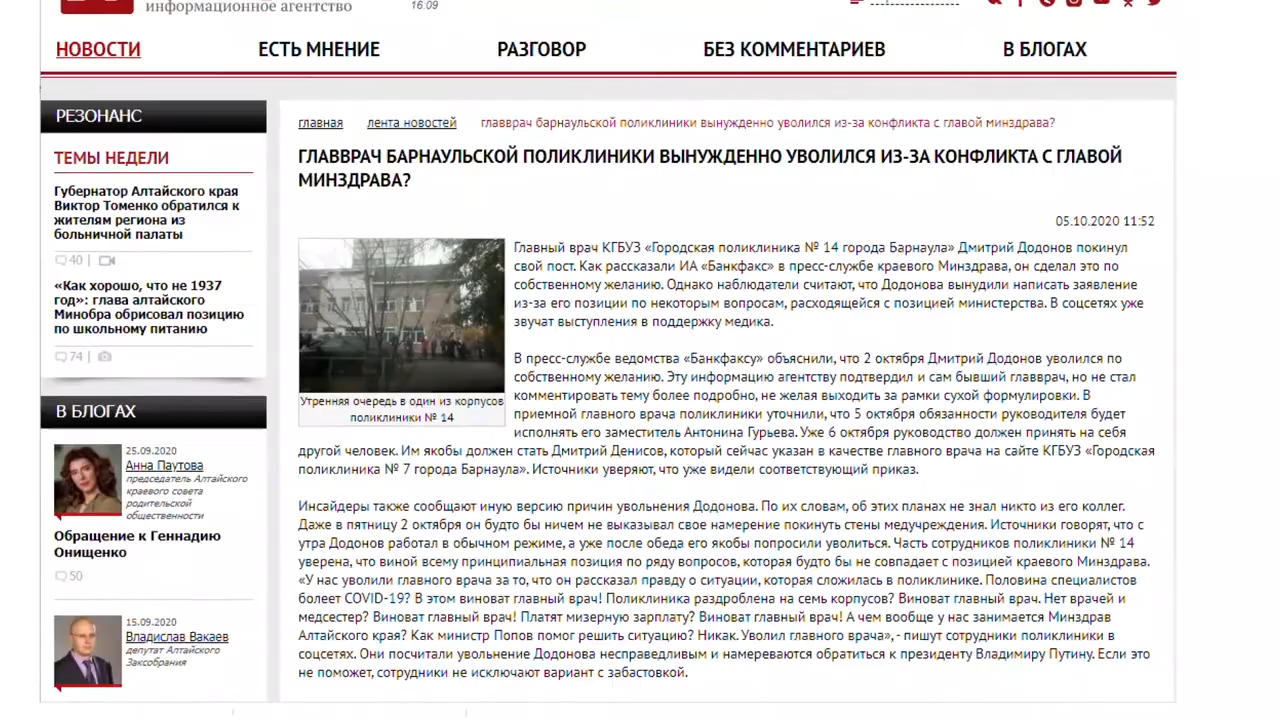 информационное агентство
16:09
НОВОСТИ
ЕСТЬ МНЕНИЕ
РАЗГОВОР
БЕЗ КОММЕНТАРИЕВ
В БЛОГАХ
РЕЗОНАНС
ТЕМЫ НЕДЕЛИ
Губернатор Алтайского края
Виктор Томенко обратился к
жителям региона из
больничной палаты
40 |
«Как хорошо, что не 1937
год»: глава алтайского
Минобра обрисовал позицию
по школьному питанию
74 |
В БЛОГАХ
25.09.2020
Анна Паутова
председатель Алтайского
краевого совета
родительской
общественности
Обращение к Геннадию
Онищенко
50
15.09.2020
Владислав Вакаев
депутат Алтайского
Заксобрания
главная
лента новостей
главврач барнаульской поликлиники вынужденно уволился из-за конфликта с главой минздрава?
ГЛАВВРАЧ БАРНАУЛЬСКОЙ ПОЛИКЛИНИКИ ВЫНУЖДЕННО УВОЛИЛСЯ ИЗ-ЗА КОНФЛИКТА С ГЛАВОЙ
МИНЗДРАВА?
05.10.2020 11:52
Утренняя очередь в один из корпусов
поликлиники № 14
Главный врач КГБУЗ «Городская поликлиника № 14 города Барнаула» Дмитрий Додонов покинул
свой пост. Как рассказали ИА «Банкфакс» в пресс-службе краевого Минздрава, он сделал это по
собственному желанию. Однако наблюдатели считают, что Додонова вынудили написать заявление
из-за его позиции по некоторым вопросам, расходящейся с позицией министерства. В соцсетях уже
звучат выступления в поддержку медика.
В пресс-службе ведомства «Банкфаксу» объяснили, что 2 октября Дмитрий Додонов уволился по
собственному желанию. Эту информацию агентству подтвердил и сам бывший главврач, но не стал
комментировать тему более подробно, не желая выходить за рамки сухой формулировки. В
приемной главного врача поликлиники уточнили, что 5 октября обязанности руководителя будет
исполнять его заместитель Антонина Гурьева. Уже 6 октября руководство должен принять на себя
другой человек. Им якобы должен стать Дмитрий Денисов, который сейчас указан в качестве главного врача на сайте КГБУЗ «Городская
поликлиника № 7 города Барнаула». Источники уверяют, что уже видели соответствующий приказ.
Инсайдеры также сообщают иную версию причин увольнения Додонова. По их словам, об этих планах не знал никто из его коллег.
Даже в пятницу 2 октября он будто бы ничем не выказывал свое намерение покинуть стены медучреждения. Источники говорят, что с
утра Додонов работал в обычном режиме, а уже после обеда его якобы попросили уволиться. Часть сотрудников поликлиники № 14
уверена, что виной всему принципиальная позиция по ряду вопросов, которая будто бы не совпадает с позицией краевого Минздрава.
«У нас уволили главного врача за то, что он рассказал правду о ситуации, которая сложилась в поликлинике. Половина специалистов
болеет COVID-19? В этом виноват главный врач! Поликлиника раздроблена на семь корпусов? Виноват главный врач. Нет врачей и
медсестер? Виноват главный врач! Платят мизерную зарплату? Виноват главный врач! А чем вообще у нас занимается Минздрав
Алтайского края? Как министр Попов помог решить ситуацию? Никак. Уволил главного врача», - пишут сотрудники поликлиники в
соцсетях. Они посчитали увольнение Додонова несправедливым и намереваются обратиться к президенту Владимиру Путину. Если это
не поможет, сотрудники не исключают вариант с забастовкой.